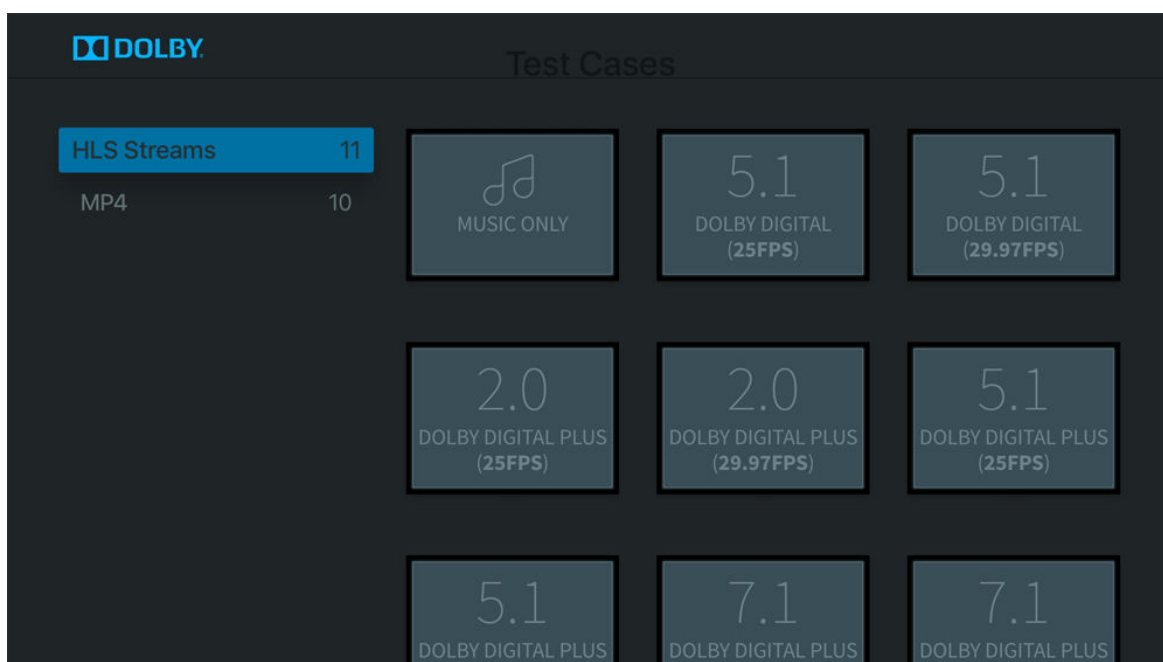 DOLBY.
Test Cases
HLS Streams 11
MP4 10
MUSIC ONLY
5.1
DOLBY DIGITAL
(25FPS)
5.1
DOLBY DIGITAL
(29.97FPS)
2.0
DOLBY DIGITAL PLUS
(25FPS)
2.0
DOLBY DIGITAL PLUS
(29.97FPS)
5.1
DOLBY DIGITAL PLUS
(25FPS)
5.1
DOLBY DIGITAL PLUS
7.1
DOLBY DIGITAL PLUS
7.1
DOLBY DIGITAL PLUS